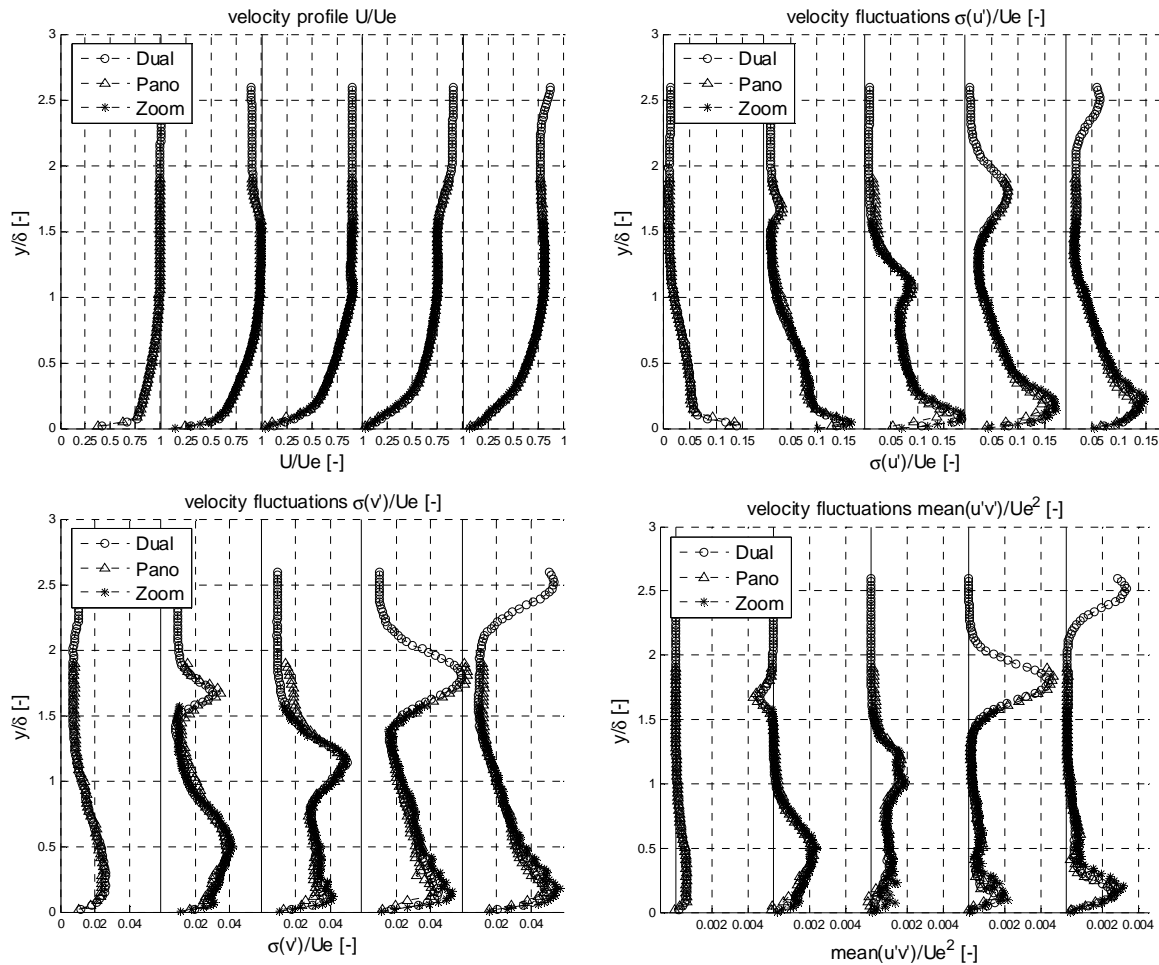 velocity profile U/Ue
3
2.5
2
1.5
1
0.5
0
y/δ [-]
Dual
Pano
Zoom
0 0.25 0.5 0.75 1 0.5 0.75 1 0.5 0.75 1 0.5 0.75 1 0.5 0.75 1
U/Ue [-]
velocity fluctuations σ(u')/Ue [-]
3
2.5
2
1.5
1
0.5
0
y/δ [-]
Dual
Pano
Zoom
0 0.05 0.1 0.15 0.05 0.1 0.15 0.05 0.1 0.15 0.05 0.1 0.15 0.05 0.1 0.15
σ(u')/Ue [-]
velocity fluctuations σ(v')/Ue [-]
3
2.5
2
1.5
1
0.5
0
y/δ [-]
Dual
Pano
Zoom
0 0.02 0.04 0.02 0.04 0.02 0.04 0.02 0.04 0.02 0.04
σ(v')/Ue [-]
velocity fluctuations mean(u'v')/Ue²  [-]
3
2.5
2
1.5
1
0.5
0
y/δ [-]
Dual
Pano
Zoom
0.002 0.004 0.002 0.004 0.002 0.004 0.002 0.004 0.002 0.004
mean(u'v')/Ue² [-]